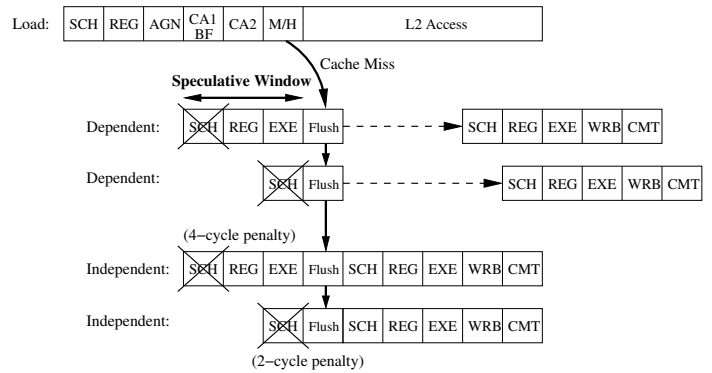 Load: SCH REG AGN CA1 BF CA2 M/H L2 Access
Cache Miss
Speculative Window
Dependent: SCH REG EXE Flush SCH REG EXE WRB CMT
Dependent: SCH Flush SCH REG EXE WRB CMT
(4−cycle penalty)
Independent: SCH REG EXE Flush SCH REG EXE WRB CMT
Independent: SCH Flush SCH REG EXE WRB CMT
(2−cycle penalty)